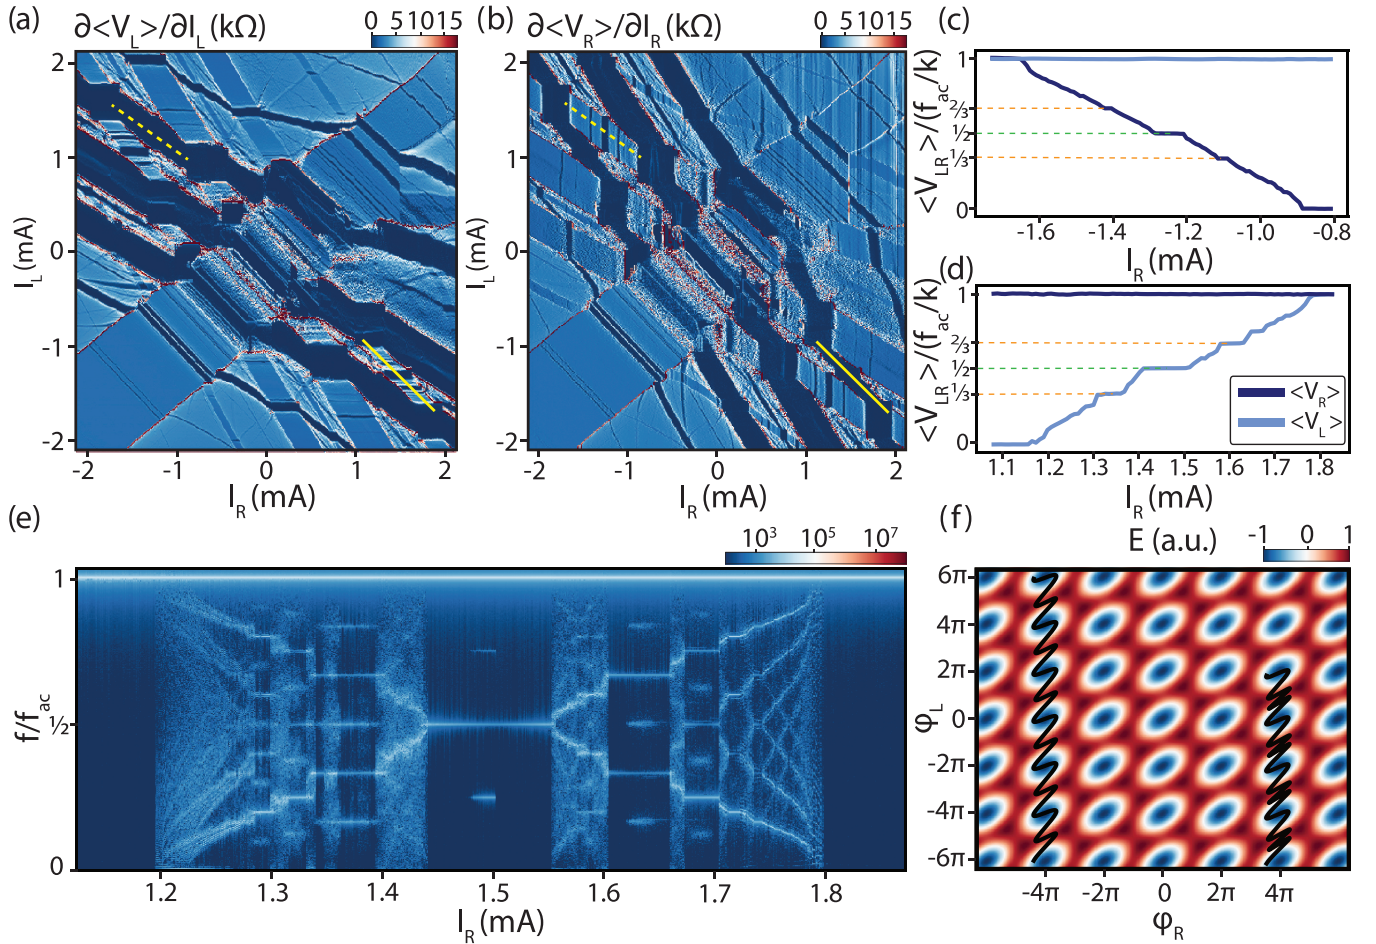 (a) ∂<V_L>/∂I_L (kΩ)
0 5 10 15
2
1
0
-1
-2
I_L (mA)
-2 -1 0 1 2
I_R (mA)
(b) ∂<V_R>/∂I_R (kΩ)
0 5 10 15
2
1
0
-1
-2
I_L (mA)
-2 -1 0 1 2
I_R (mA)
(c)
<V_LR>/(f_ac/k)
1
⅔
½
⅓
0
-1.6 -1.4 -1.2 -1.0 -0.8
I_R (mA)
(d)
<V_LR>/(f_ac/k)
1
⅔
½
⅓
0
<V_R>
<V_L>
1.1 1.2 1.3 1.4 1.5 1.6 1.7 1.8
I_R (mA)
(e)
10³ 10⁵ 10⁷
f/f_ac
1
½
0
1.2 1.3 1.4 1.5 1.6 1.7 1.8
I_R (mA)
(f)
E (a.u.) -1 0 1
φ_L
6π
4π
2π
0
-2π
-4π
-6π
-4π -2π 0 2π 4π
φ_R